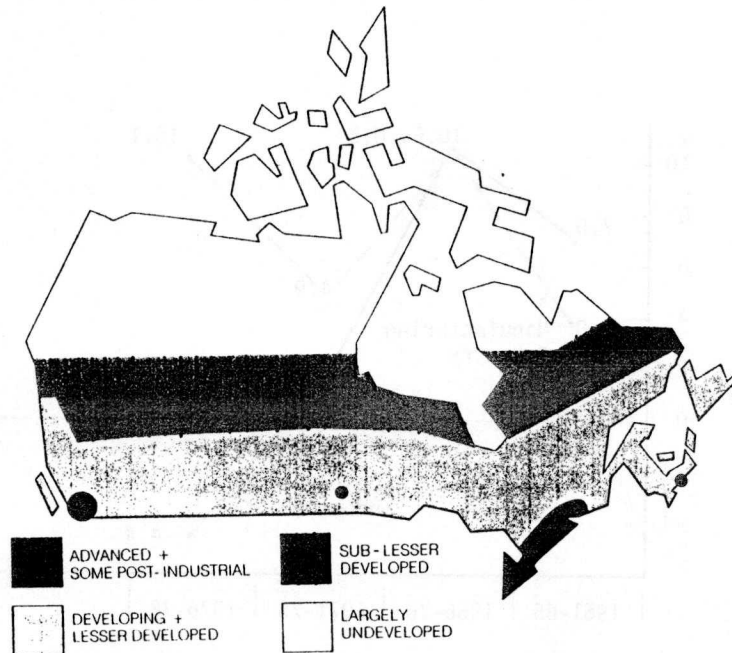 ADVANCED +
SOME POST-INDUSTRIAL
SUB-LESSER
DEVELOPED
DEVELOPING +
LESSER DEVELOPED
LARGELY
UNDEVELOPED